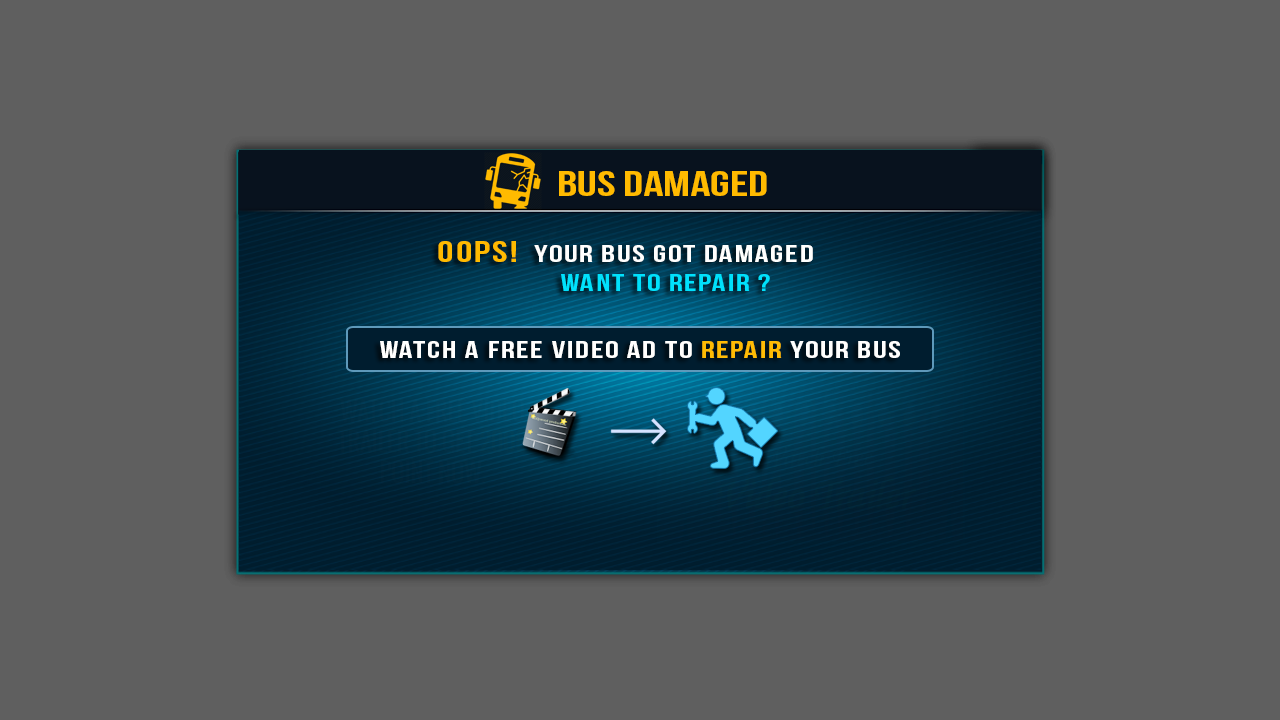 BUS DAMAGED
OOPS! YOUR BUS GOT DAMAGED
WANT TO REPAIR ?
WATCH A FREE VIDEO AD TO REPAIR YOUR BUS